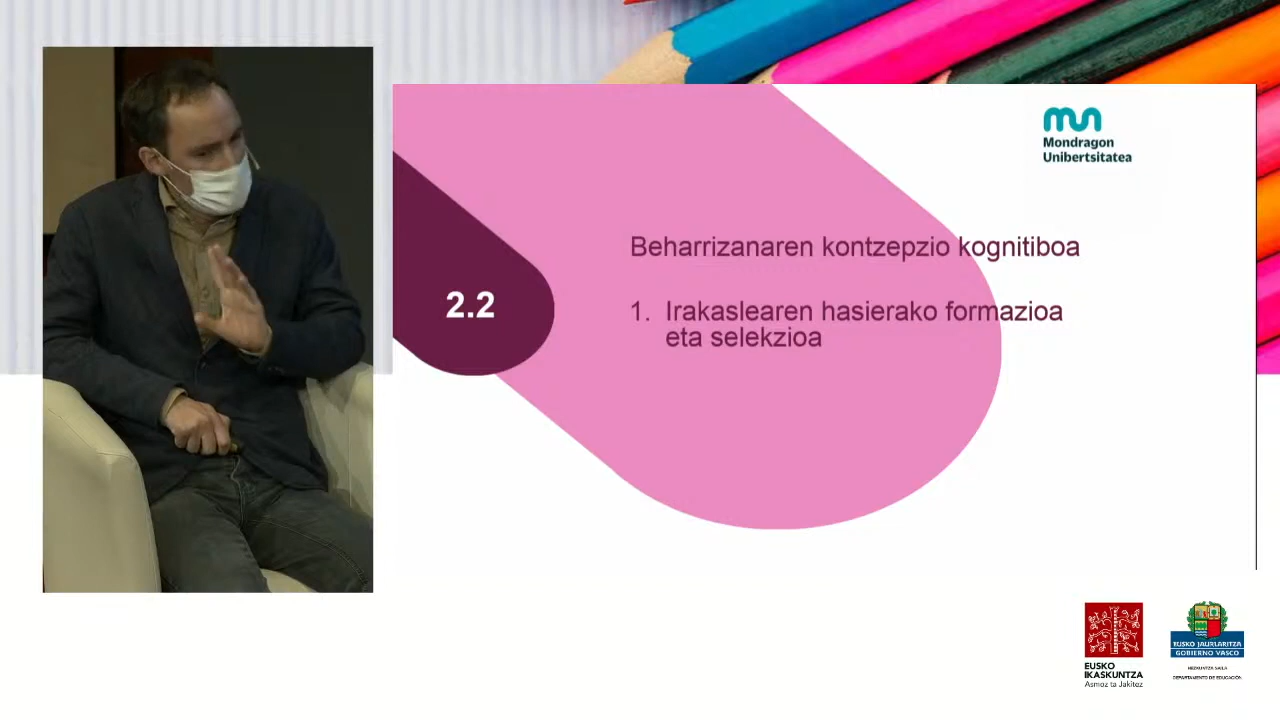 Mondragon
Unibertsitatea
Beharrizanaren kontzepzio kognitiboa
2.2
1. Irakaslearen hasierako formazioa
eta selekzioa
EUSKO
IKASKUNTZA
Asmoz ta Jakitez
EUSKO JAURLARITZA
GOBIERNO VASCO
HEZKUNTZA SAILA
DEPARTAMENTO DE EDUCACIÓN